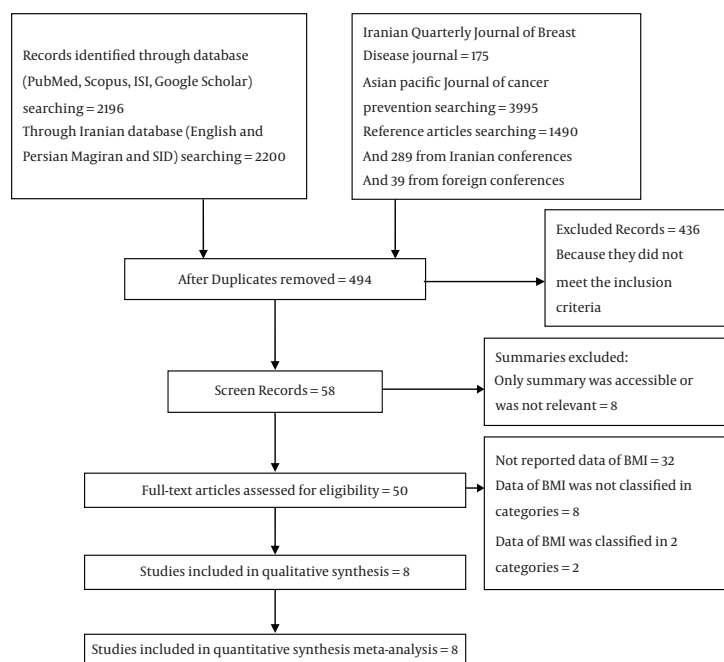 Records identified through database
(PubMed, Scopus, ISI, Google Scholar)
searching = 2196
Through Iranian database (English and
Persian Magiran and SID) searching = 2200
Iranian Quarterly Journal of Breast
Disease journal = 175
Asian pacific Journal of cancer
prevention searching = 3995
Reference articles searching = 1490
And 289 from Iranian conferences
And 39 from foreign conferences
After Duplicates removed = 494
Excluded Records = 436
Because they did not
meet the inclusion
criteria
Screen Records = 58
Summaries excluded:
Only summary was accessible or
was not relevant = 8
Full-text articles assessed for eligibility = 50
Not reported data of BMI = 32
Data of BMI was not classified in
categories = 8
Data of BMI was classified in 2
categories = 2
Studies included in qualitative synthesis = 8
Studies included in quantitative synthesis meta-analysis = 8